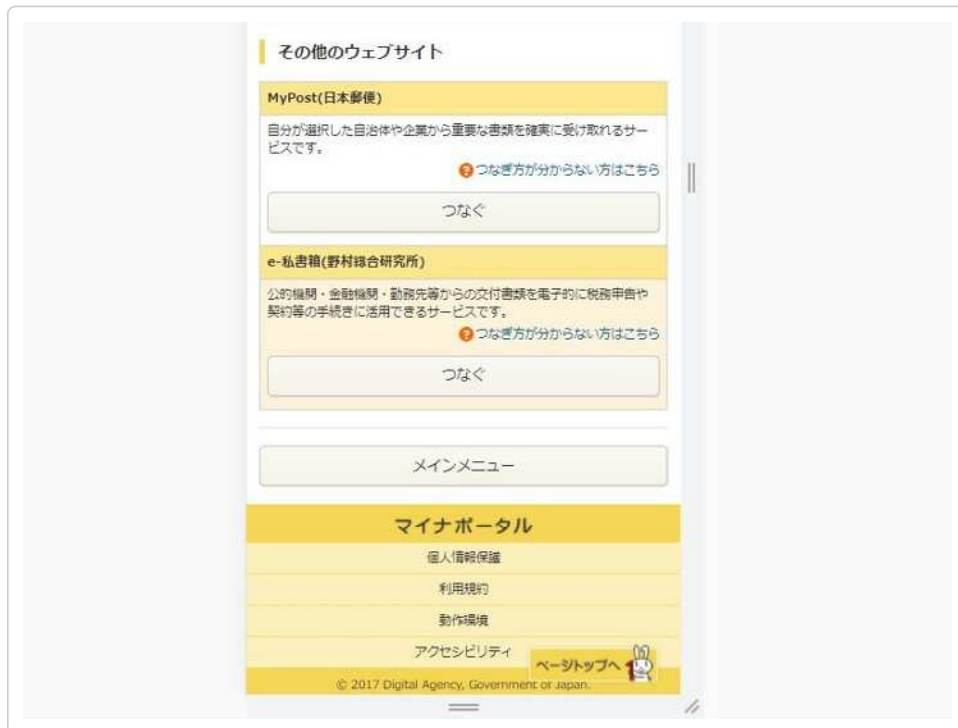 その他のウェブサイト
MyPost(日本郵便)
自分が選択した自治体や企業から重要な書類を確実に受け取れるサー
ビスです。
?つなぎ方が分からない方はこちら
つなぐ
e-私書箱(野村総合研究所)
公的機関・金融機関・勤務先等からの交付書類を電子的に税務申告や
契約等の手続きに活用できるサービスです。
?つなぎ方が分からない方はこちら
つなぐ
メインメニュー
マイナポータル
個人情報保護
利用規約
動作環境
アクセシビリティ
ページトップへ
© 2017 Digital Agency, Government of Japan.